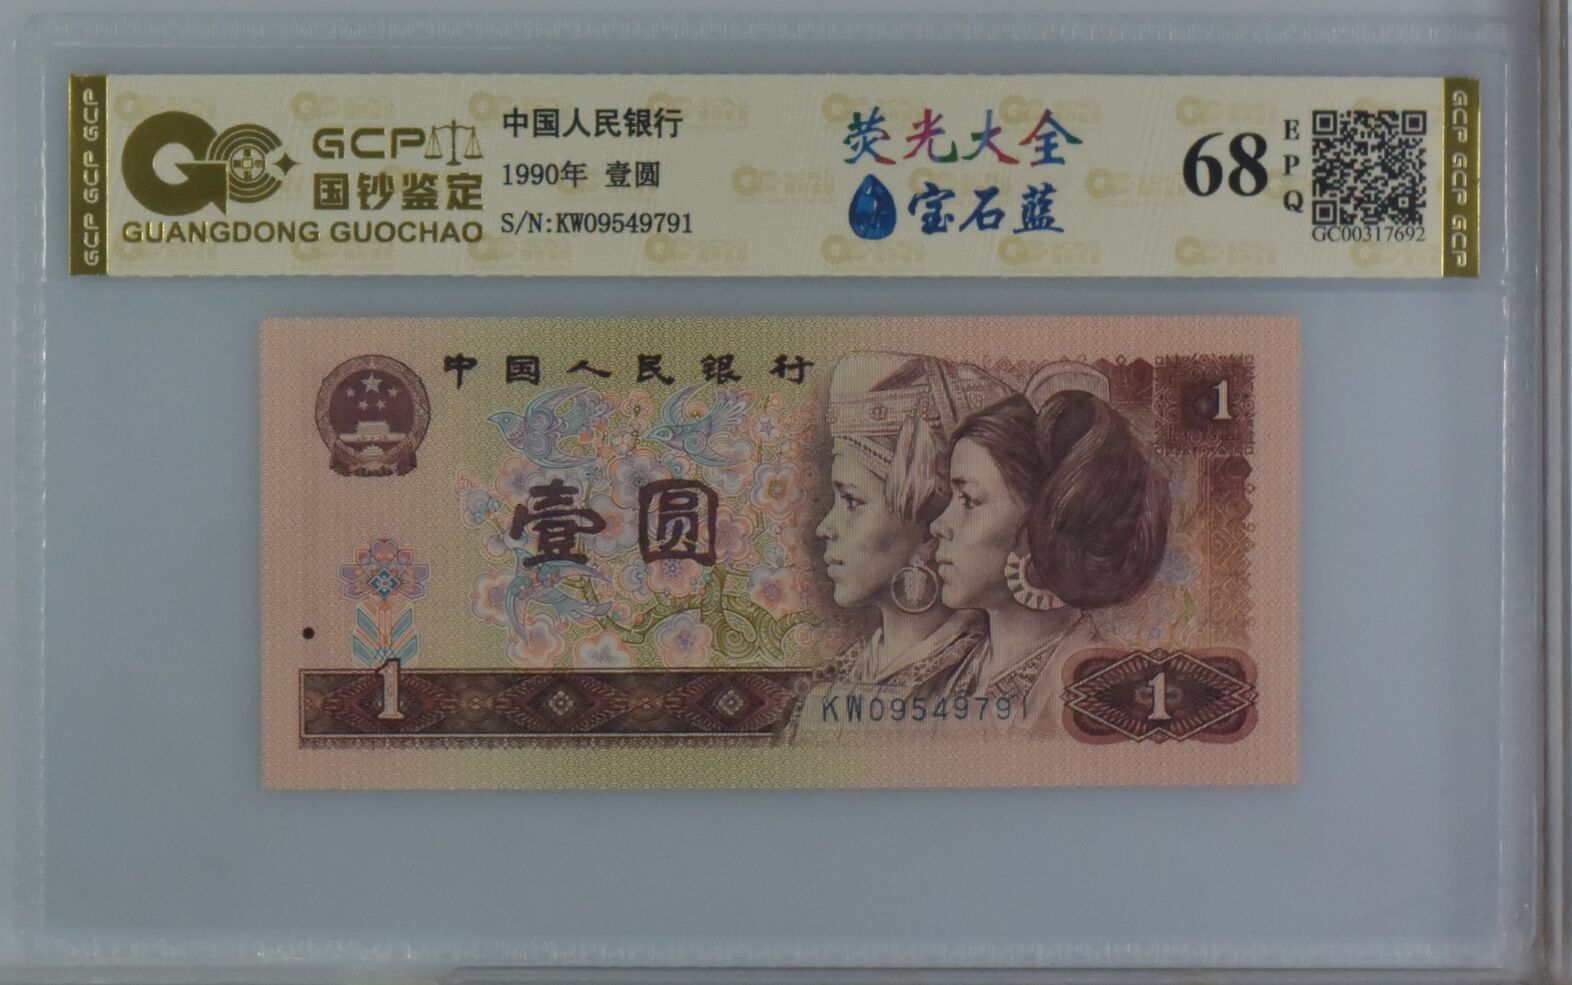 GCP GCP GCP
GCP
国钞鉴定
GUANGDONG GUOCHAO
中国人民银行
1990年 壹圆
S/N:KW09549791
荧光大全
宝石蓝
68
EPQ
GC00317692
GCP GCP GCP
中国人民银行
1
壹圆
1
KW09549791
1